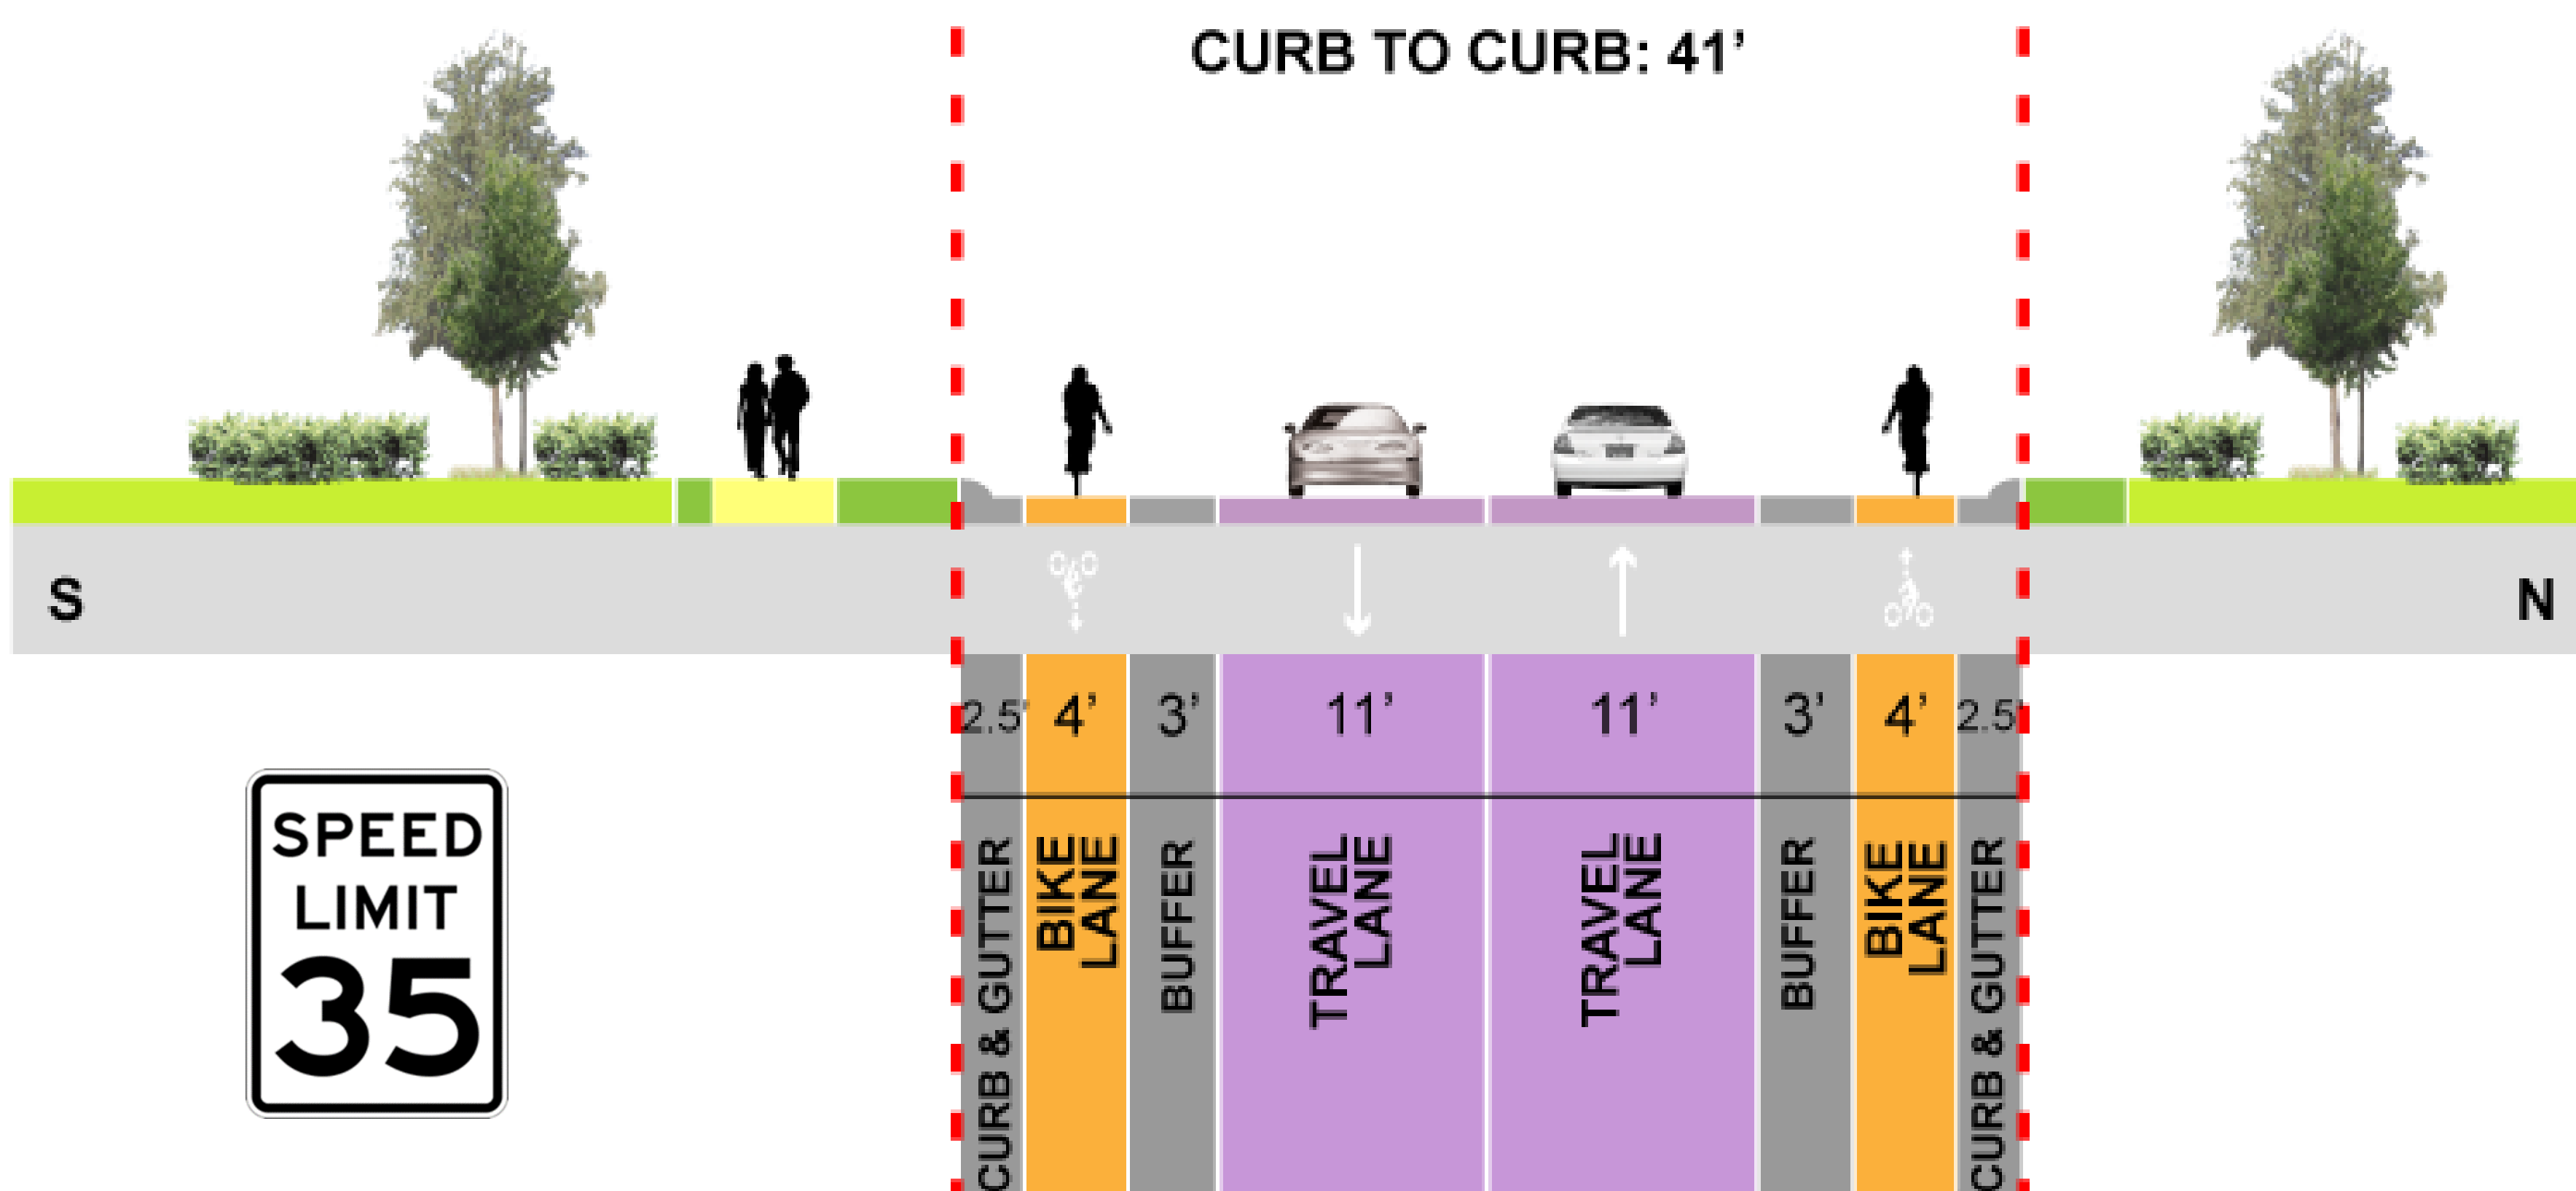 CURB TO CURB: 41’
S
N
2.5’
4’
3’
11’
11’
3’
4’
2.5
CURB & GUTTER
BIKE
LANE
BUFFER
TRAVEL
LANE
TRAVEL
LANE
BUFFER
BIKE
LANE
CURB & GUTTER
SPEED
LIMIT
35